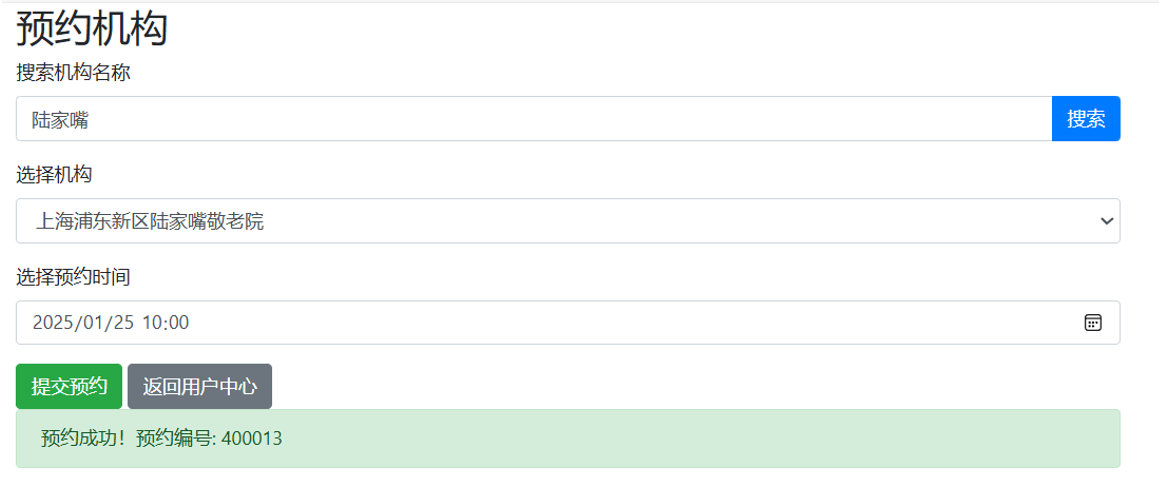 预约机构
搜索机构名称
陆家嘴
搜索
选择机构
上海浦东新区陆家嘴敬老院
选择预约时间
2025/01/25 10:00
提交预约 返回用户中心
预约成功！预约编号: 400013